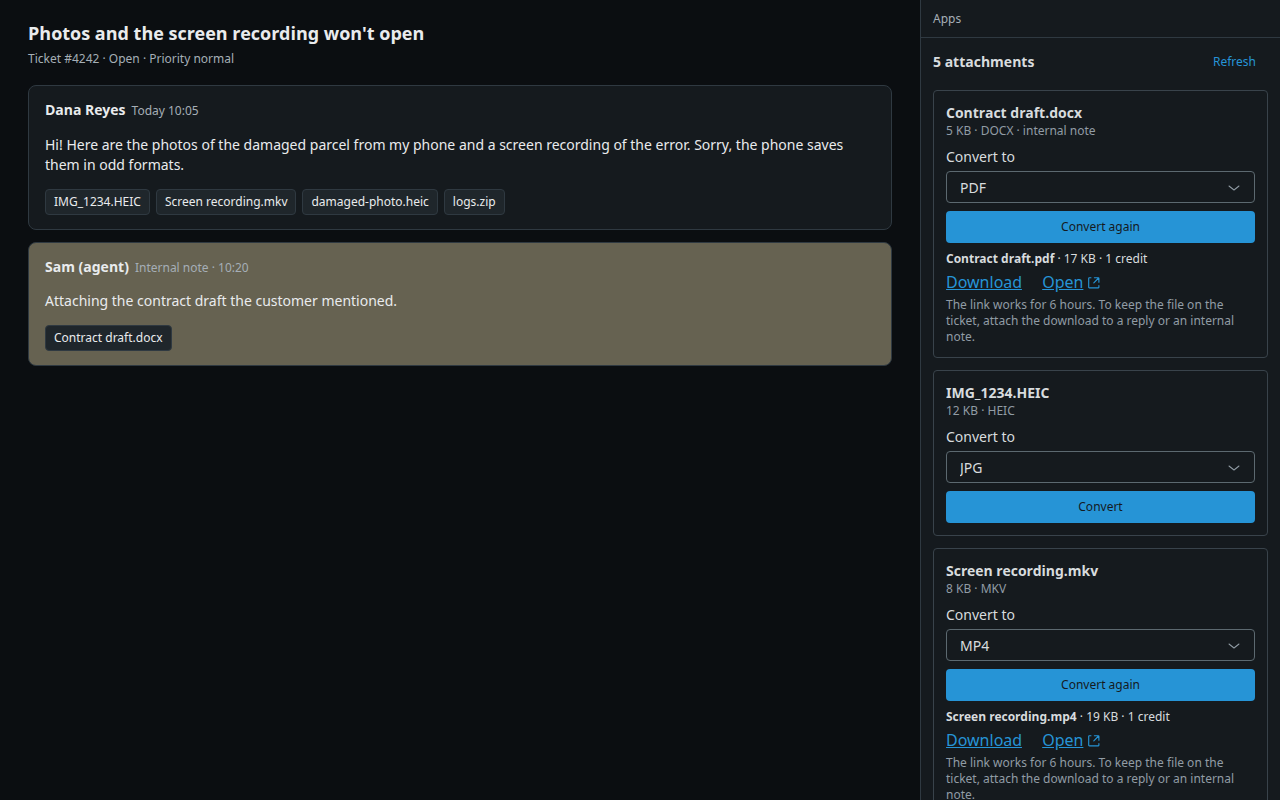 Photos and the screen recording won't open
Ticket #4242 · Open · Priority normal
Dana Reyes Today 10:05
Hi! Here are the photos of the damaged parcel from my phone and a screen recording of the error. Sorry, the phone saves
them in odd formats.
IMG_1234.HEIC Screen recording.mkv damaged-photo.heic logs.zip
Sam (agent) Internal note · 10:20
Attaching the contract draft the customer mentioned.
Contract draft.docx
Apps
5 attachments Refresh
Contract draft.docx
5 KB · DOCX · internal note
Convert to
PDF
Convert again
Contract draft.pdf · 17 KB · 1 credit
Download Open
The link works for 6 hours. To keep the file on the
ticket, attach the download to a reply or an internal
note.
IMG_1234.HEIC
12 KB · HEIC
Convert to
JPG
Convert
Screen recording.mkv
8 KB · MKV
Convert to
MP4
Convert again
Screen recording.mp4 · 19 KB · 1 credit
Download Open
The link works for 6 hours. To keep the file on the
ticket, attach the download to a reply or an internal
note.